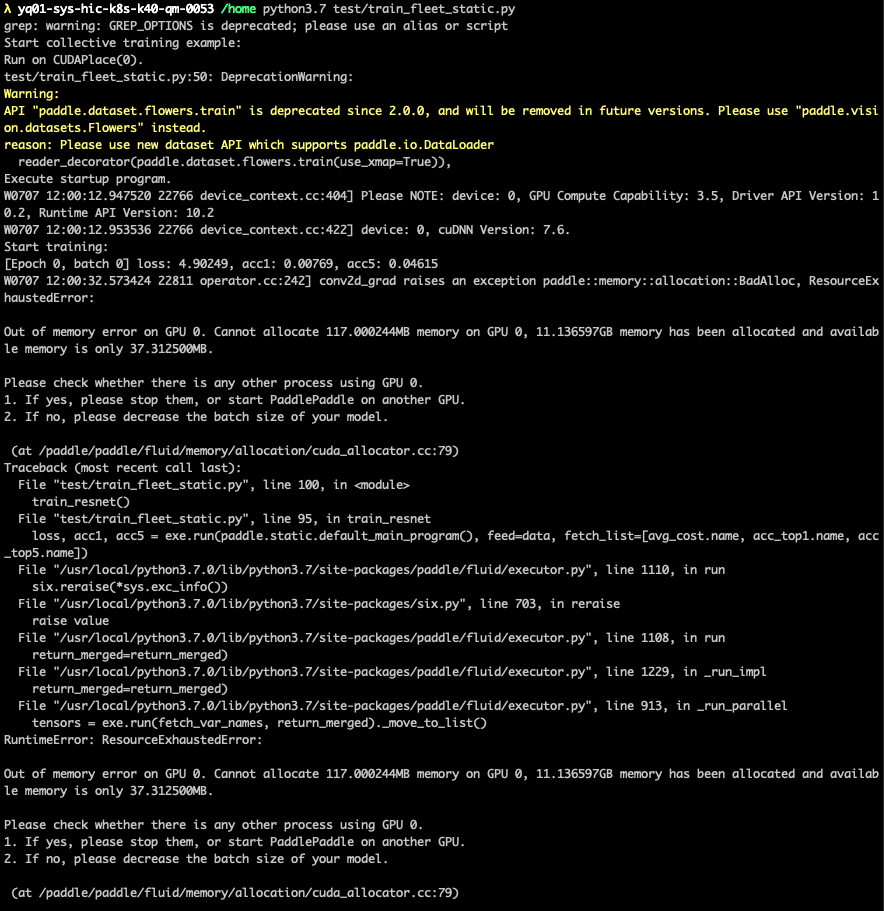 λ yq01-sys-hic-k8s-k40-qm-0053 /home python3.7 test/train_fleet_static.py
grep: warning: GREP_OPTIONS is deprecated; please use an alias or script
Start collective training example:
Run on CUDAPlace(0).
test/train_fleet_static.py:50: DeprecationWarning:
Warning:
API "paddle.dataset.flowers.train" is deprecated since 2.0.0, and will be removed in future versions. Please use "paddle.visi
on.datasets.Flowers" instead.
reason: Please use new dataset API which supports paddle.io.DataLoader
  reader_decorator(paddle.dataset.flowers.train(use_xmap=True)),
Execute startup program.
W0707 12:00:12.947520 22766 device_context.cc:404] Please NOTE: device: 0, GPU Compute Capability: 3.5, Driver API Version: 1
0.2, Runtime API Version: 10.2
W0707 12:00:12.953536 22766 device_context.cc:422] device: 0, cuDNN Version: 7.6.
Start training:
[Epoch 0, batch 0] loss: 4.90249, acc1: 0.00769, acc5: 0.04615
W0707 12:00:32.573424 22811 operator.cc:242] conv2d_grad raises an exception paddle::memory::allocation::BadAlloc, ResourceEx
haustedError:

Out of memory error on GPU 0. Cannot allocate 117.000244MB memory on GPU 0, 11.136597GB memory has been allocated and availab
le memory is only 37.312500MB.

Please check whether there is any other process using GPU 0.
1. If yes, please stop them, or start PaddlePaddle on another GPU.
2. If no, please decrease the batch size of your model.

 (at /paddle/paddle/fluid/memory/allocation/cuda_allocator.cc:79)
Traceback (most recent call last):
  File "test/train_fleet_static.py", line 100, in <module>
    train_resnet()
  File "test/train_fleet_static.py", line 95, in train_resnet
    loss, acc1, acc5 = exe.run(paddle.static.default_main_program(), feed=data, fetch_list=[avg_cost.name, acc_top1.name, acc
_top5.name])
  File "/usr/local/python3.7.0/lib/python3.7/site-packages/paddle/fluid/executor.py", line 1110, in run
    six.reraise(*sys.exc_info())
  File "/usr/local/python3.7.0/lib/python3.7/site-packages/six.py", line 703, in reraise
    raise value
  File "/usr/local/python3.7.0/lib/python3.7/site-packages/paddle/fluid/executor.py", line 1108, in run
    return_merged=return_merged)
  File "/usr/local/python3.7.0/lib/python3.7/site-packages/paddle/fluid/executor.py", line 1229, in _run_impl
    return_merged=return_merged)
  File "/usr/local/python3.7.0/lib/python3.7/site-packages/paddle/fluid/executor.py", line 913, in _run_parallel
    tensors = exe.run(fetch_var_names, return_merged)._move_to_list()
RuntimeError: ResourceExhaustedError:

Out of memory error on GPU 0. Cannot allocate 117.000244MB memory on GPU 0, 11.136597GB memory has been allocated and availab
le memory is only 37.312500MB.

Please check whether there is any other process using GPU 0.
1. If yes, please stop them, or start PaddlePaddle on another GPU.
2. If no, please decrease the batch size of your model.

 (at /paddle/paddle/fluid/memory/allocation/cuda_allocator.cc:79)